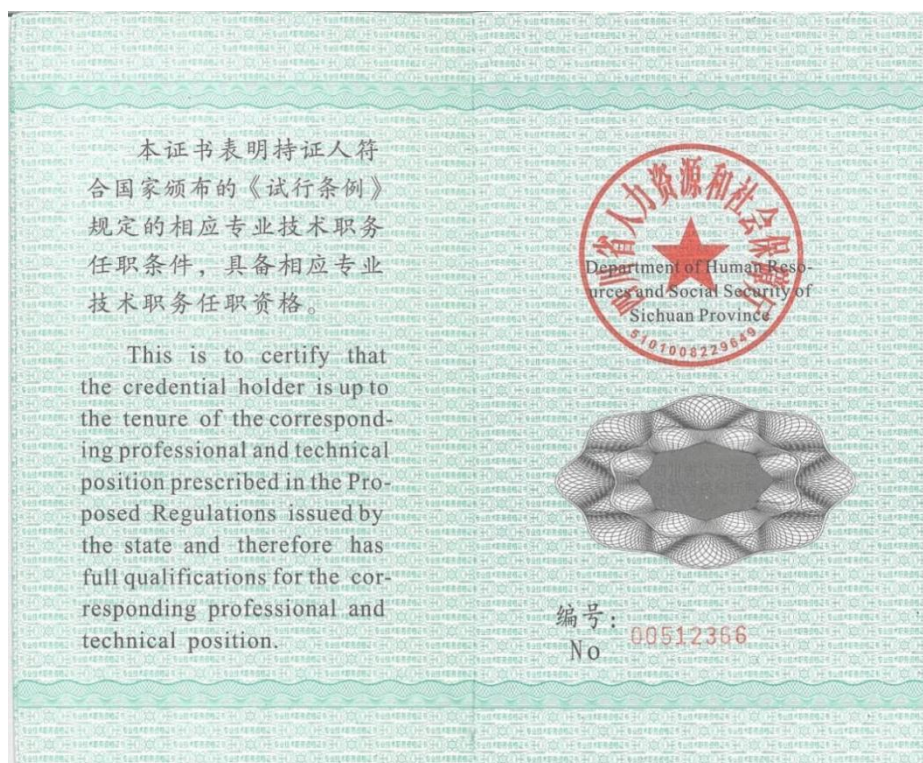 本证书表明持证人符
合国家颁布的《试行条例》
规定的相应专业技术职务
任职条件，具备相应专业
技术职务任职资格。
This is to certify that
the credential holder is up to
the tenure of the correspond-
ing professional and technical
position prescribed in the Pro-
posed Regulations issued by
the state and therefore has
full qualifications for the cor-
responding professional and
technical position.
四川省人力资源和社会保障厅
Department of Human Reso-
urces and Social Security of
Sichuan Province
5101008229649
编号：
No 00512366